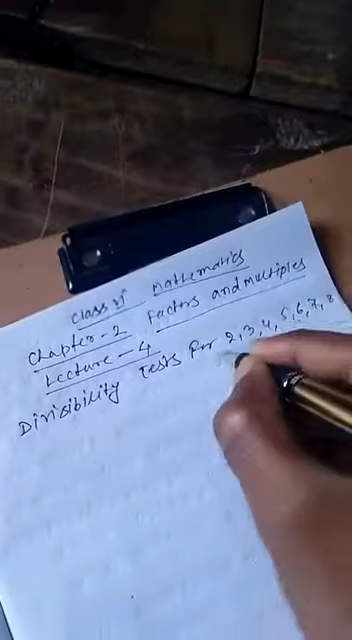 Class VI Mathematics
Chapter-2 Factors and multiples
Lecture-4
Divisibility Tests for 2,3,4,5,6,7,8